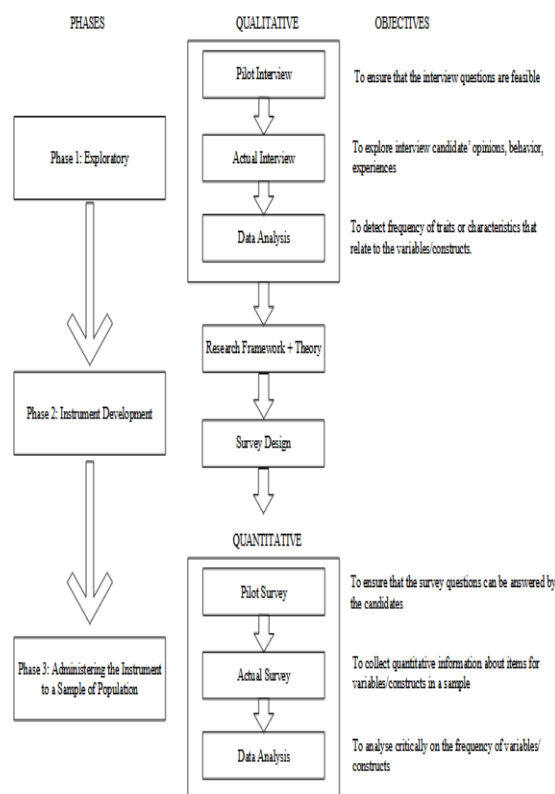 PHASES
QUALITATIVE
OBJECTIVES
Pilot Interview
To ensure that the interview questions are feasible
Phase 1: Exploratory
Actual Interview
To explore interview candidate' opinions, behavior,
experiences
Data Analysis
To detect frequency of traits or characteristics that
relate to the variables/constructs.
Research Framework + Theory
Phase 2: Instrument Development
Survey Design
QUANTITATIVE
Pilot Survey
To ensure that the survey questions can be answered by
the candidates
Phase 3: Administering the Instrument
to a Sample of Population
Actual Survey
To collect quantitative information about items for
variables/constructs in a sample
Data Analysis
To analyse critically on the frequency of variables/
constructs